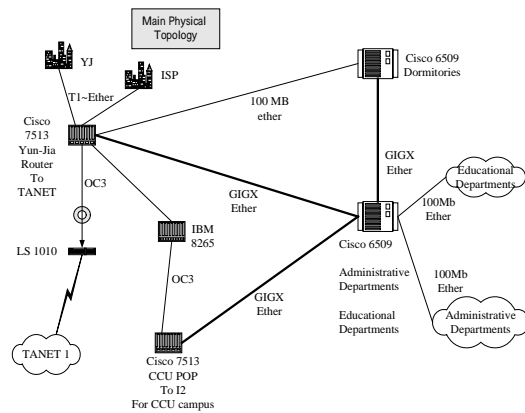 Main Physical
Topology
YJ
ISP
T1~Ether
Cisco 6509
Dormitories
100 MB
ether
Cisco
7513
Yun-Jia
Router
To
TANET
OC3
GIGX
Ether
GIGX
Ether
Educational
Departments
100Mb
Ether
IBM
8265
LS 1010
OC3
Cisco 6509
Administrative
Departments
Educational
Departments
100Mb
Ether
GIGX
Ether
Administrative
Departments
TANET 1
Cisco 7513
CCU POP
To I2
For CCU campus